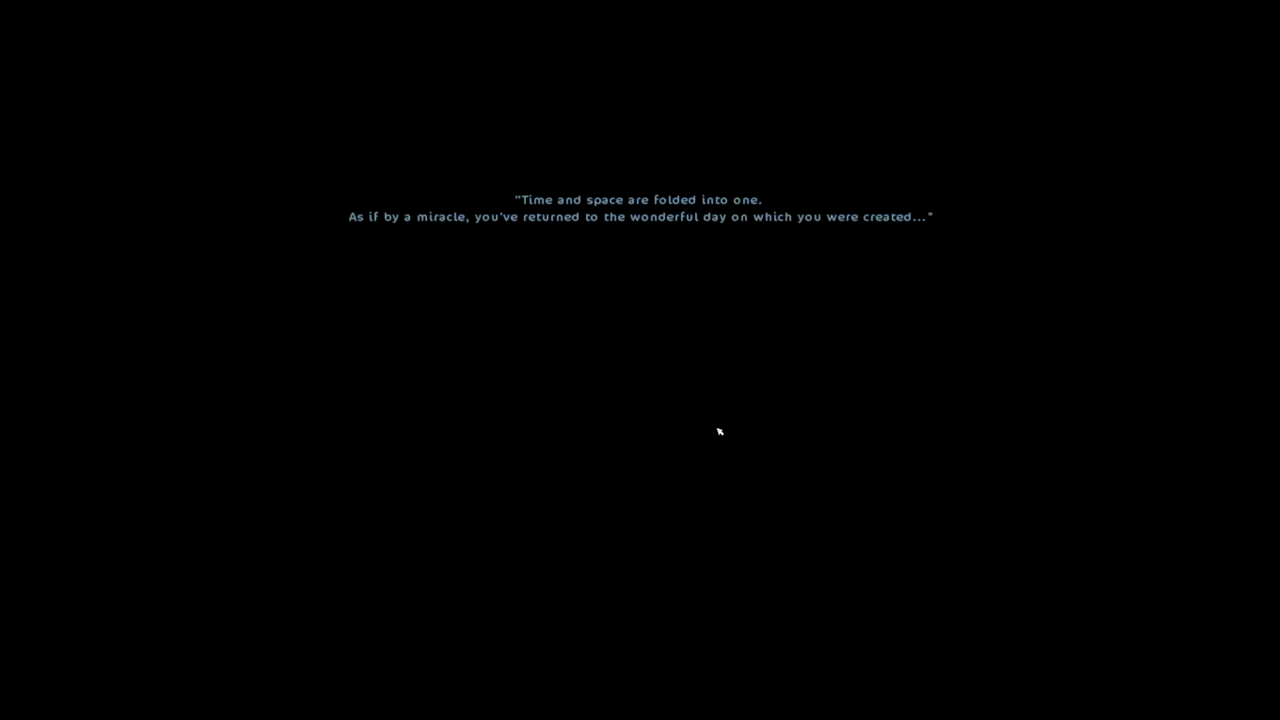 "Time and space are folded into one.
As if by a miracle, you've returned to the wonderful day on which you were created..."